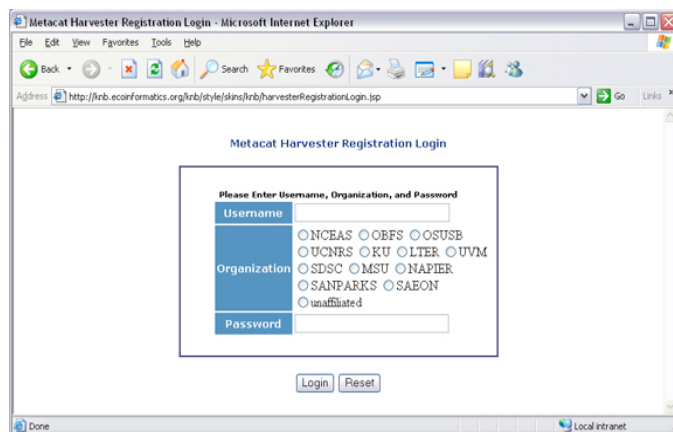 Metacat Harvester Registration Login - Microsoft Internet Explorer
File Edit View Favorites Tools Help
Back Search Favorites
Address http://knb.ecoinformatics.org/knb/style/skins/knb/harvesterRegistrationLogin.jsp Go Links »
Metacat Harvester Registration Login
Please Enter Username, Organization, and Password
Username
Organization
NCEAS OBFS OSUSB
UCNRS KU LTER UVM
SDSC MSU NAPIER
SANPARKS SAEON
unaffiliated
Password
Login Reset
Done Local intranet